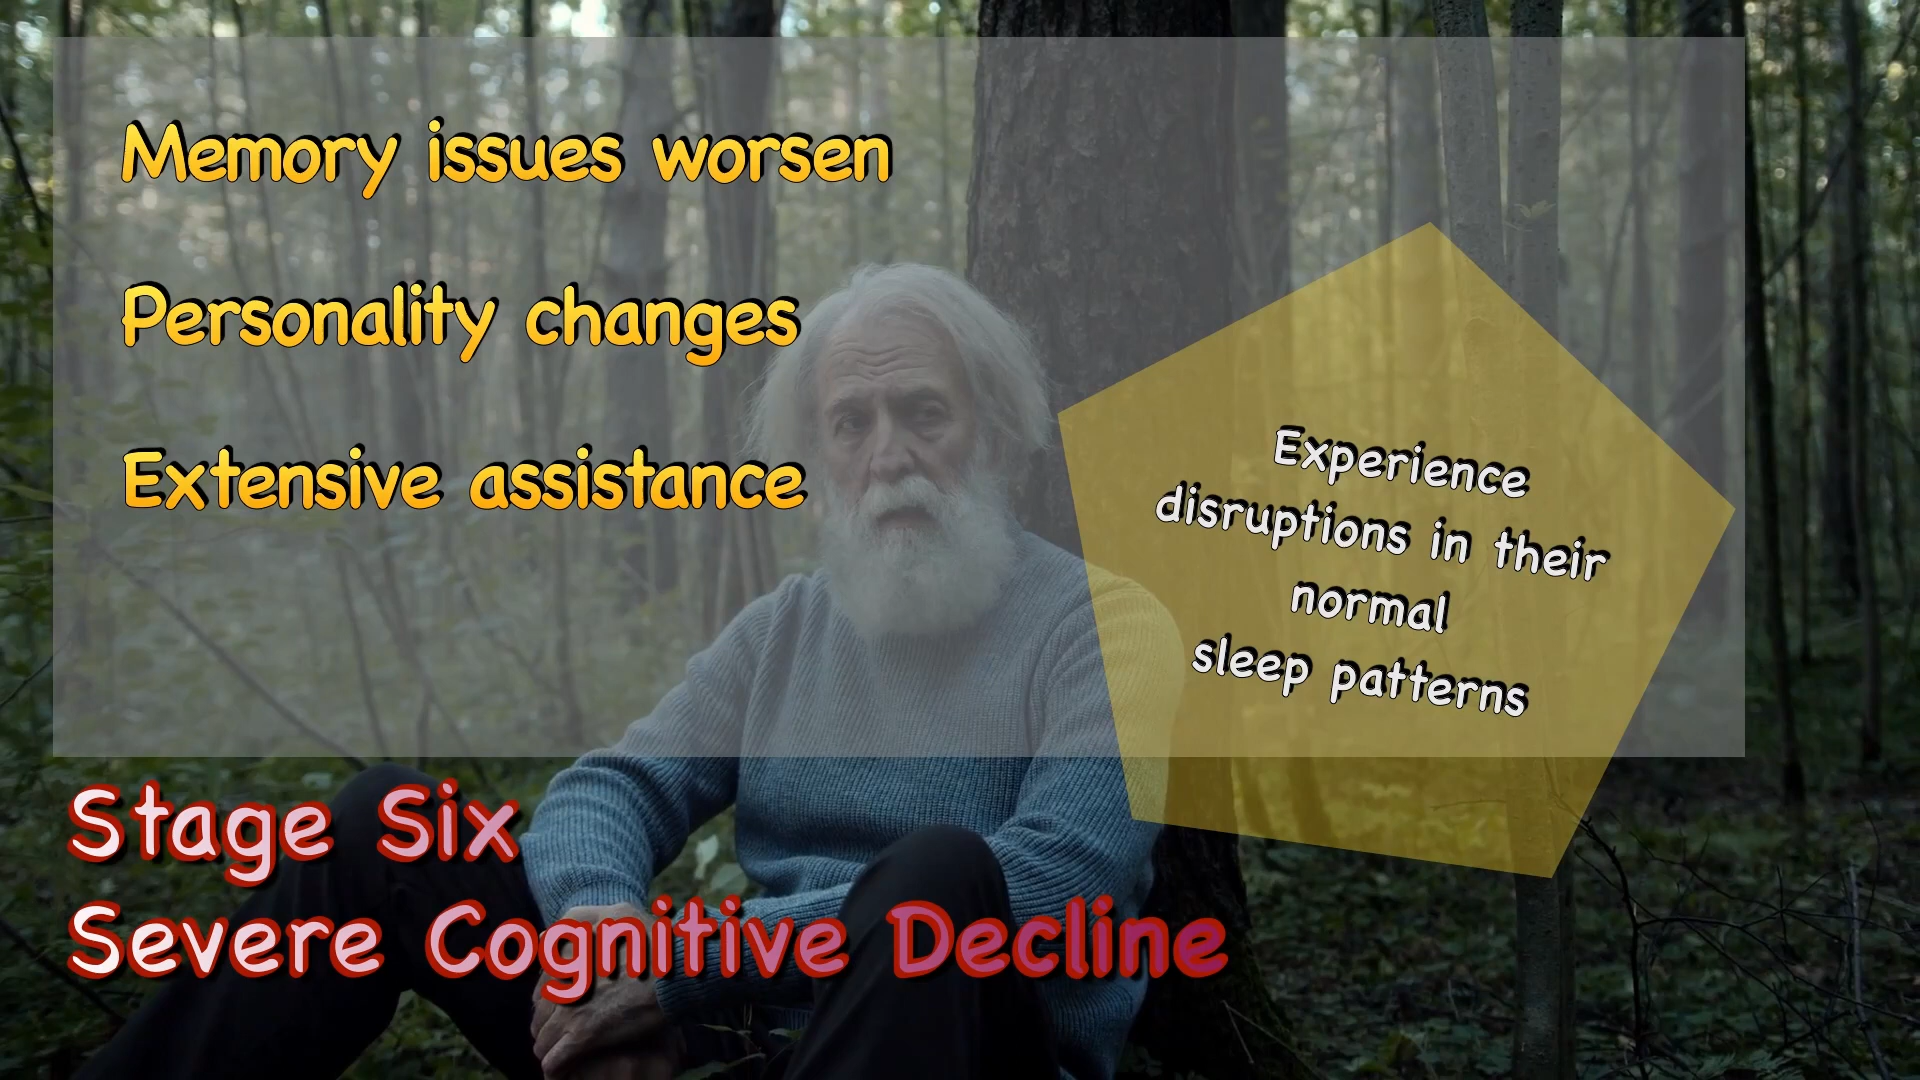 Memory issues worsen
Personality changes
Extensive assistance
Experience
disruptions in their
normal
sleep patterns
Stage Six
Severe Cognitive Decline